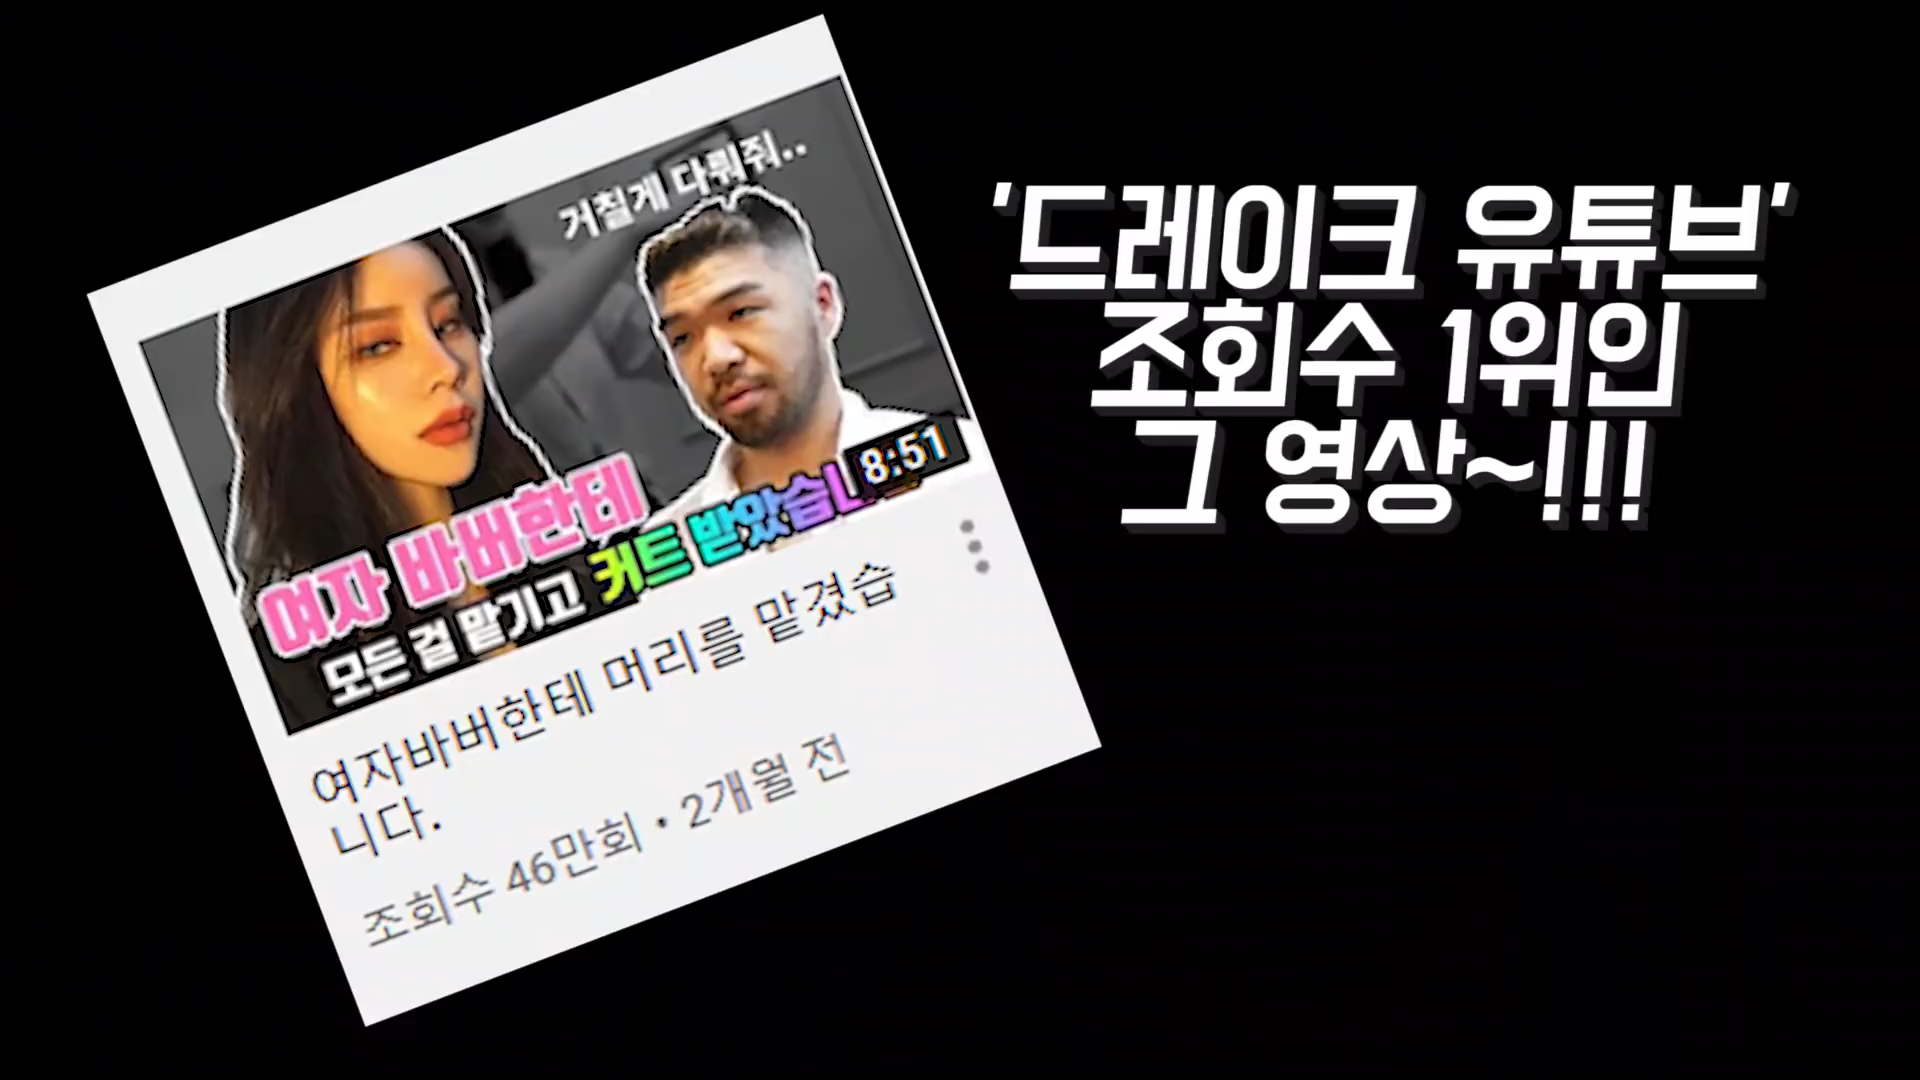 거칠게 다뤄줘..
여자 바버한테
모든 걸 맡기고 커트 받았습니
8:51
여자바버한테 머리를 맡겼습
니다.
조회수 46만회 • 2개월 전
'드레이크 유튜브'
조회수 1위인
그 영상~!!!